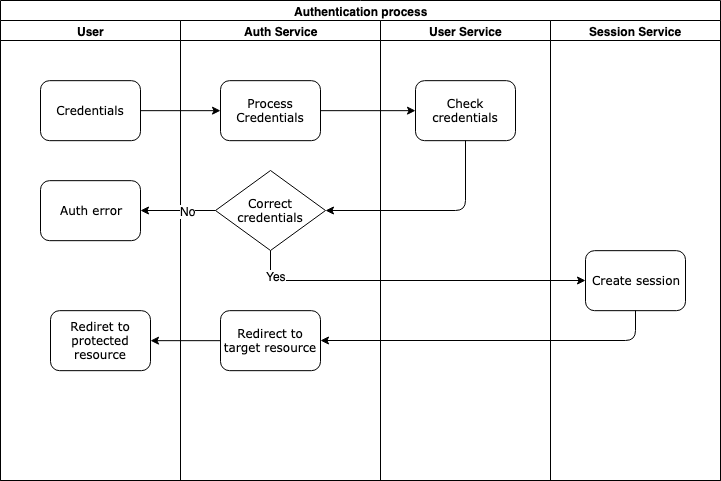 Authentication process
User
Auth Service
User Service
Session Service
Credentials
Process
Credentials
Check
credentials
Auth error
No
Correct
credentials
Yes
Create session
Rediret to
protected
resource
Redirect to
target resource